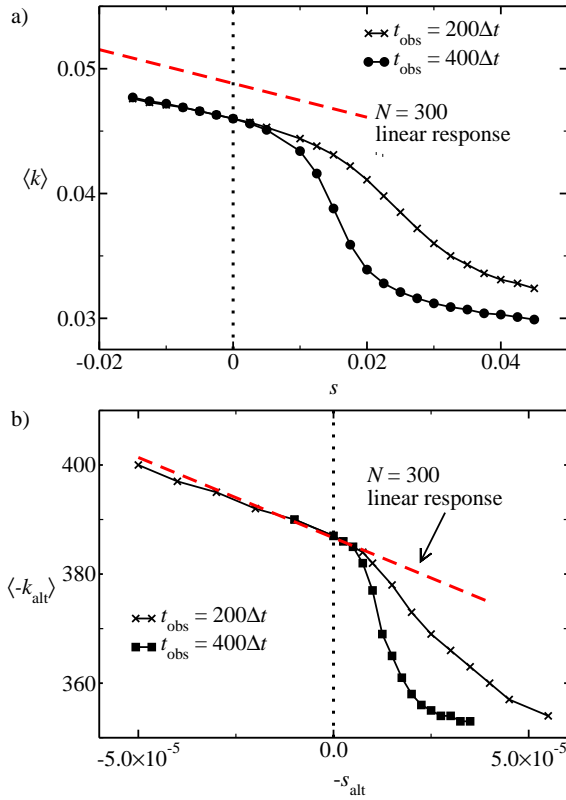 a)
t_obs = 200Δt
t_obs = 400Δt
0.05
N = 300
linear response
⟨k⟩
0.04
0.03
-0.02 0 0.02 0.04
s
b)
400
N = 300
linear response
380
⟨-k_alt⟩
t_obs = 200Δt
t_obs = 400Δt
360
-5.0×10⁻⁵ 0.0 5.0×10⁻⁵
-s_alt